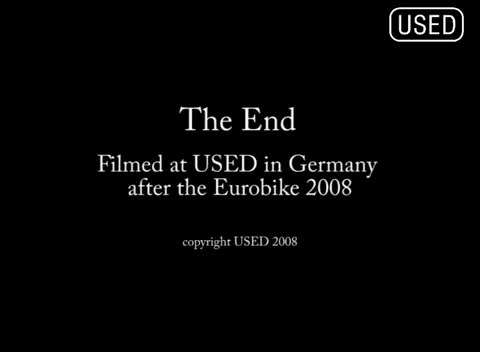 USED
The End
Filmed at USED in Germany
after the Eurobike 2008
copyright USED 2008